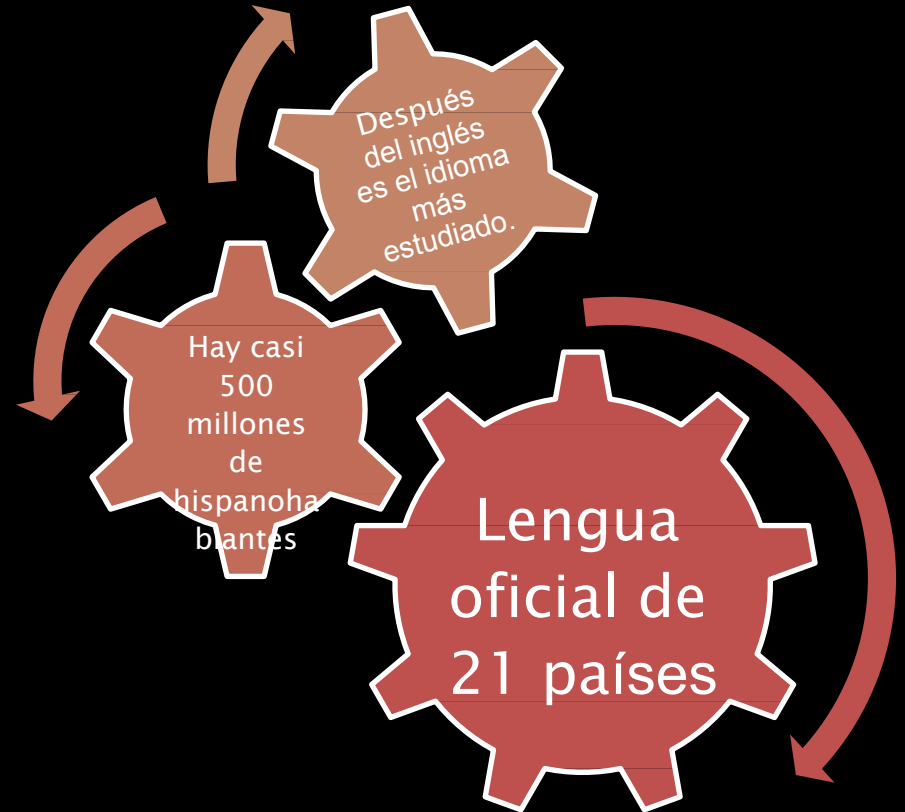 Después
del inglés
es el idioma
más
estudiado.
Hay casi
500
millones
de
hispanoha
blantes
Lengua
oficial de
21 países